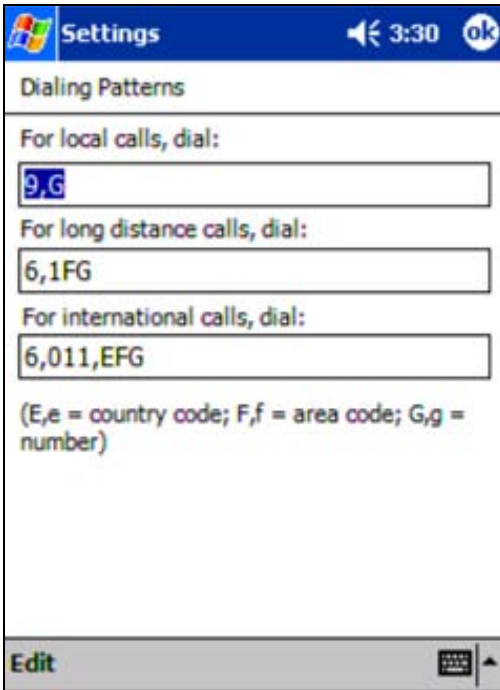 Settings 3:30 ok
Dialing Patterns
For local calls, dial:
9,G
For long distance calls, dial:
6,1FG
For international calls, dial:
6,011,EFG
(E,e = country code; F,f = area code; G,g =
number)
Edit